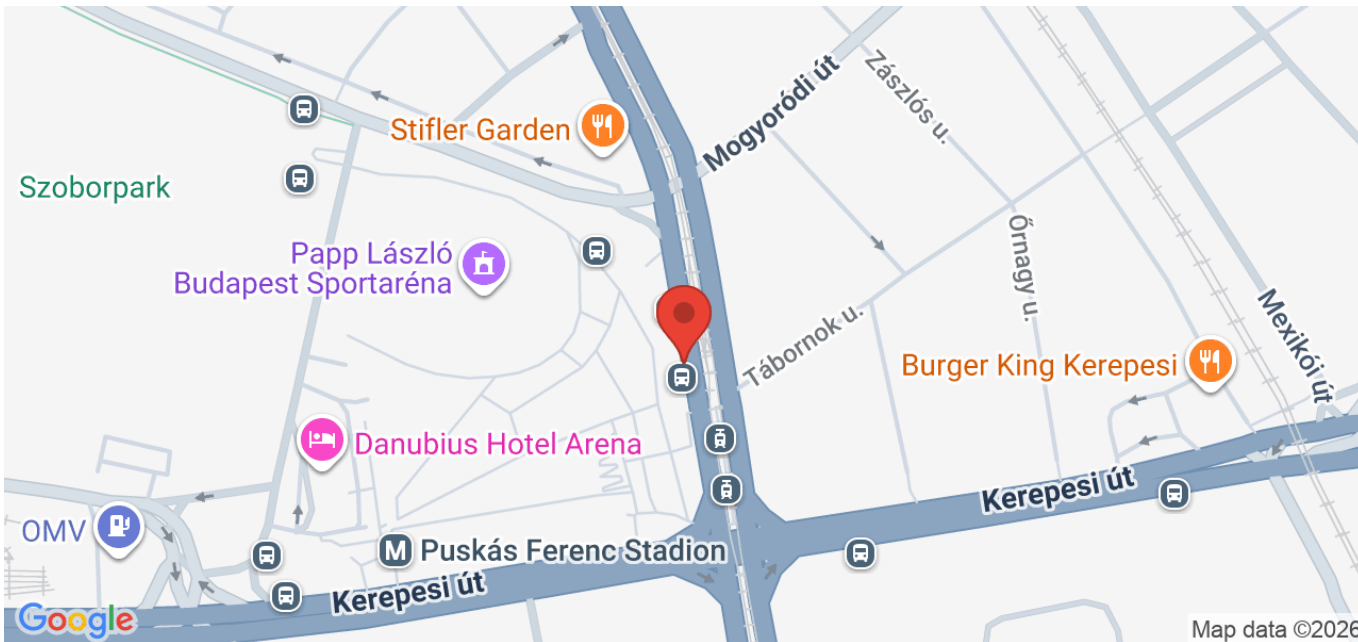 Stifler Garden
Mogyoródi út
Zászlós u.
Szoborpark
Papp László
Budapest Sportaréna
Őrnagy u.
Tábornok u.
Mexikói út
Burger King Kerepesi
Danubius Hotel Arena
Kerepesi út
OMV
M
Puskás Ferenc Stadion
Kerepesi út
Google
Map data ©2026